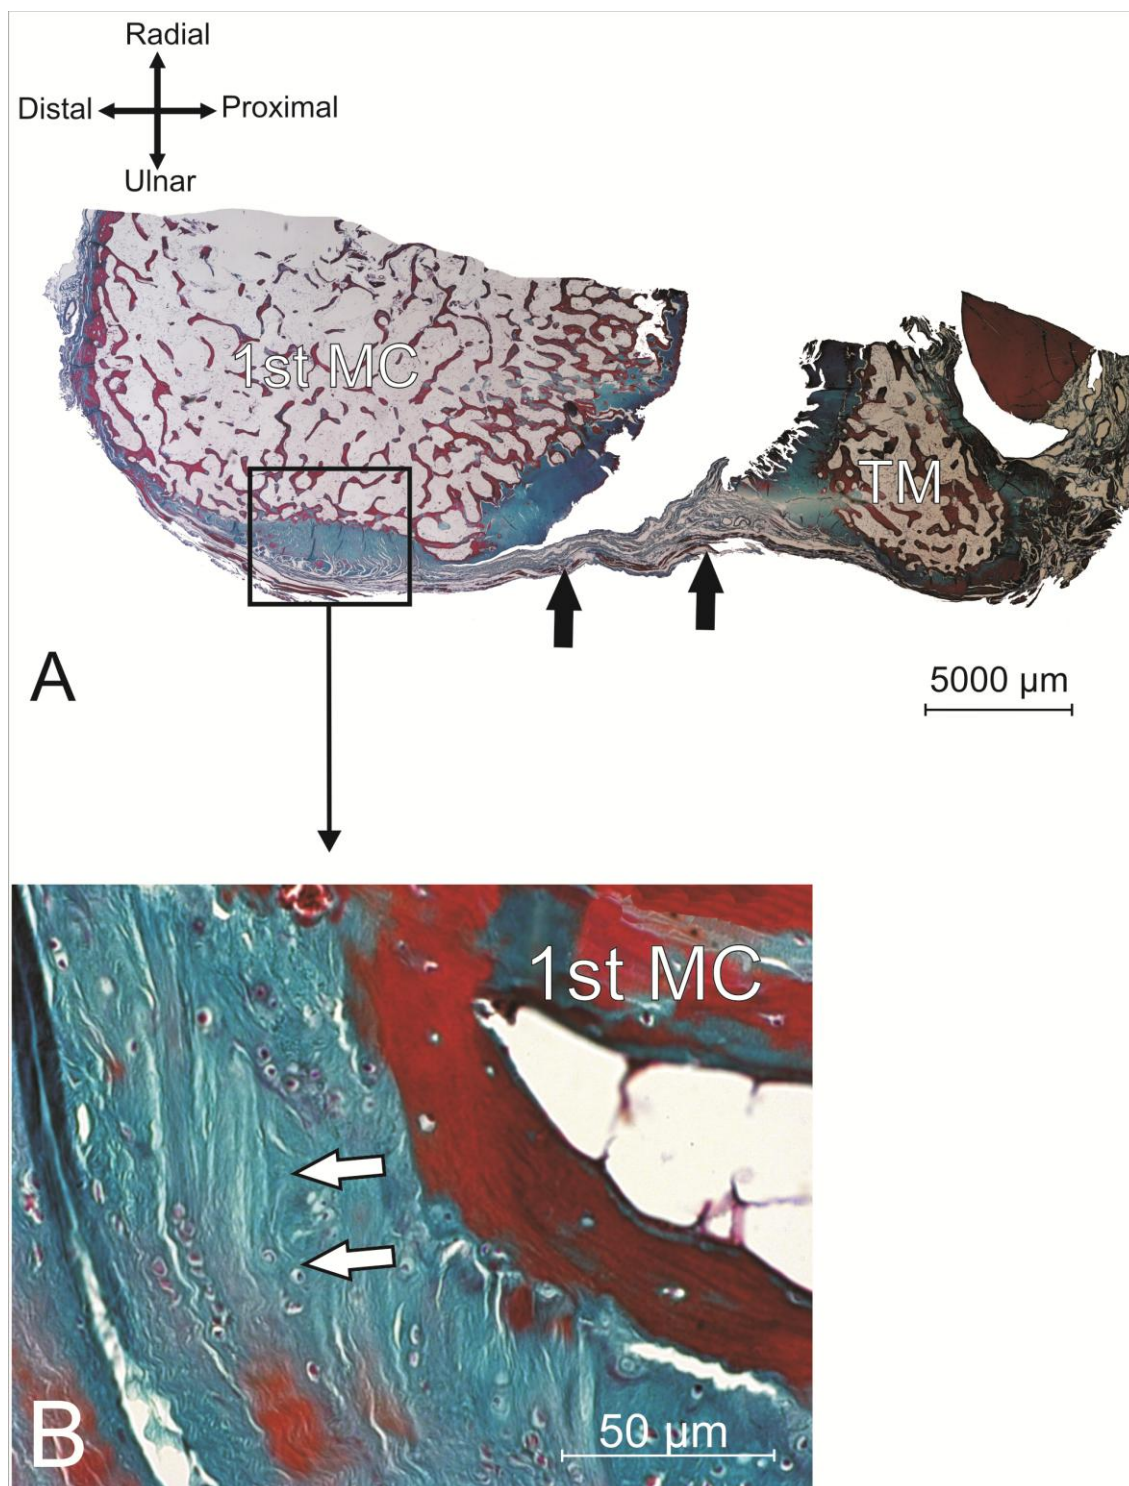 Radial
Distal
Proximal
Ulnar
1st MC
TM
A
5000 µm
1st MC
B
50 µm